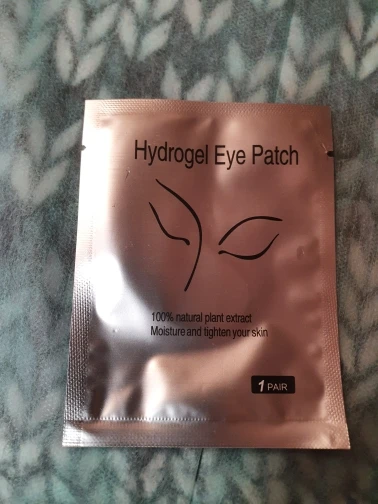 Hydrogel Eye Patch
100% natural plant extract
Moisture and tighten your skin
1 PAIR